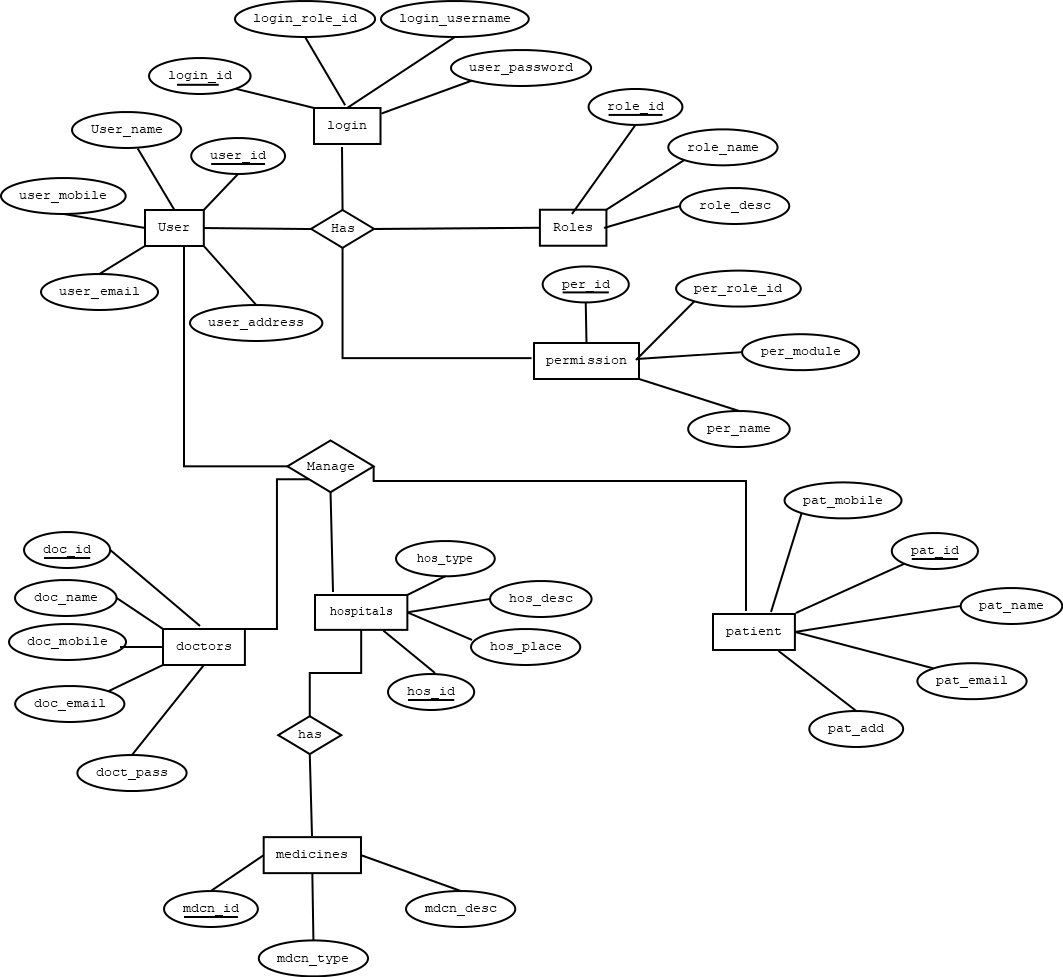 login_role_id
login_username
login_id
user_password
login
role_id
User_name
user_id
role_name
user_mobile
role_desc
User
Has
Roles
user_email
per_id
per_role_id
user_address
per_module
permission
per_name
Manage
pat_mobile
doc_id
hos_type
pat_id
doc_name
hos_desc
pat_name
hospitals
doc_mobile
doctors
hos_place
patient
pat_email
hos_id
doc_email
pat_add
has
doct_pass
medicines
mdcn_id
mdcn_desc
mdcn_type